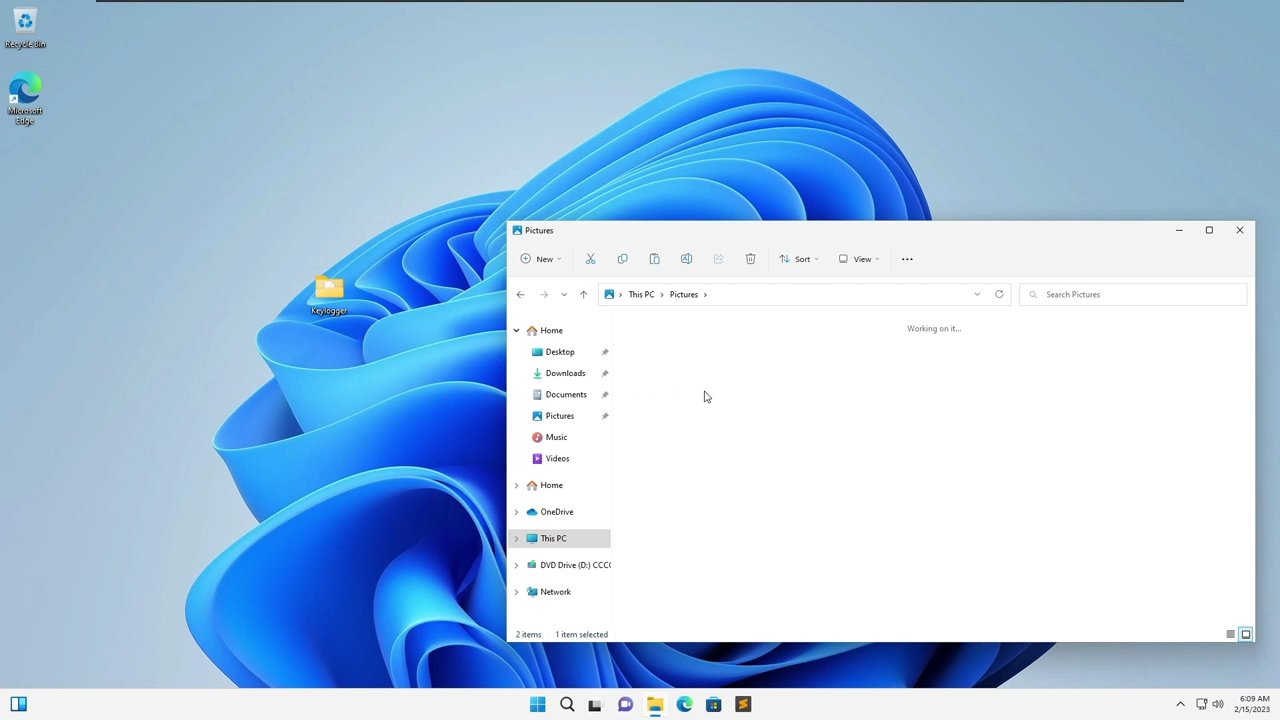 Recycle Bin
Microsoft
Edge
Keylogger
Pictures
New
Sort
View
This PC
Pictures
Search Pictures
Working on it...
Home
Desktop
Downloads
Documents
Pictures
Music
Videos
Home
OneDrive
This PC
DVD Drive (D:) CCC
Network
2 items
1 item selected
6:09 AM
2/15/2023